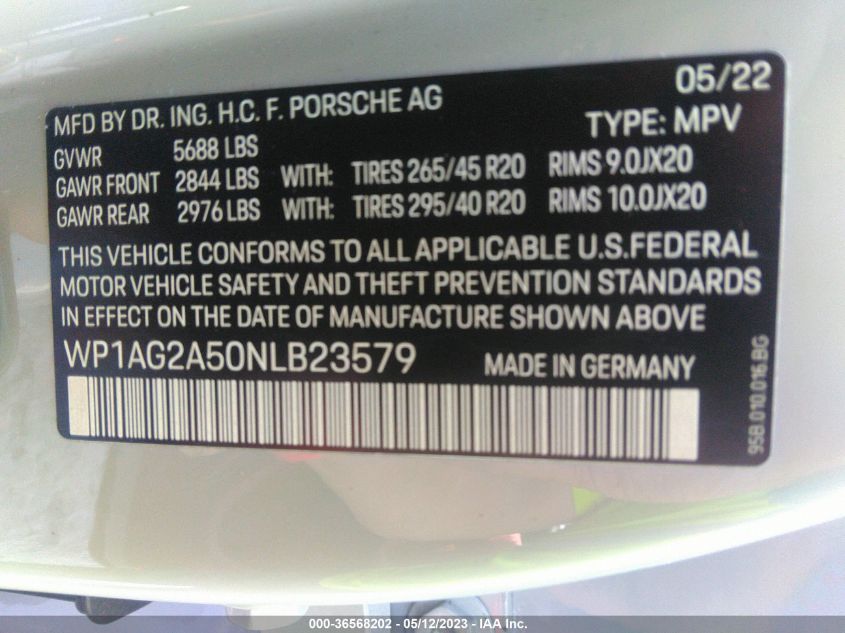 05/22
MFD BY DR. ING. H.C. F. PORSCHE AG
TYPE: MPV
GVWR 5688 LBS
GAWR FRONT 2844 LBS WITH: TIRES 265/45 R20 RIMS 9.0JX20
GAWR REAR 2976 LBS WITH: TIRES 295/40 R20 RIMS 10.0JX20
THIS VEHICLE CONFORMS TO ALL APPLICABLE U.S.FEDERAL
MOTOR VEHICLE SAFETY AND THEFT PREVENTION STANDARDS
IN EFFECT ON THE DATE OF MANUFACTURE SHOWN ABOVE
WP1AG2A50NLB23579 MADE IN GERMANY
95B.010.016.BG
000-36568202 - 05/12/2023 - IAA Inc.